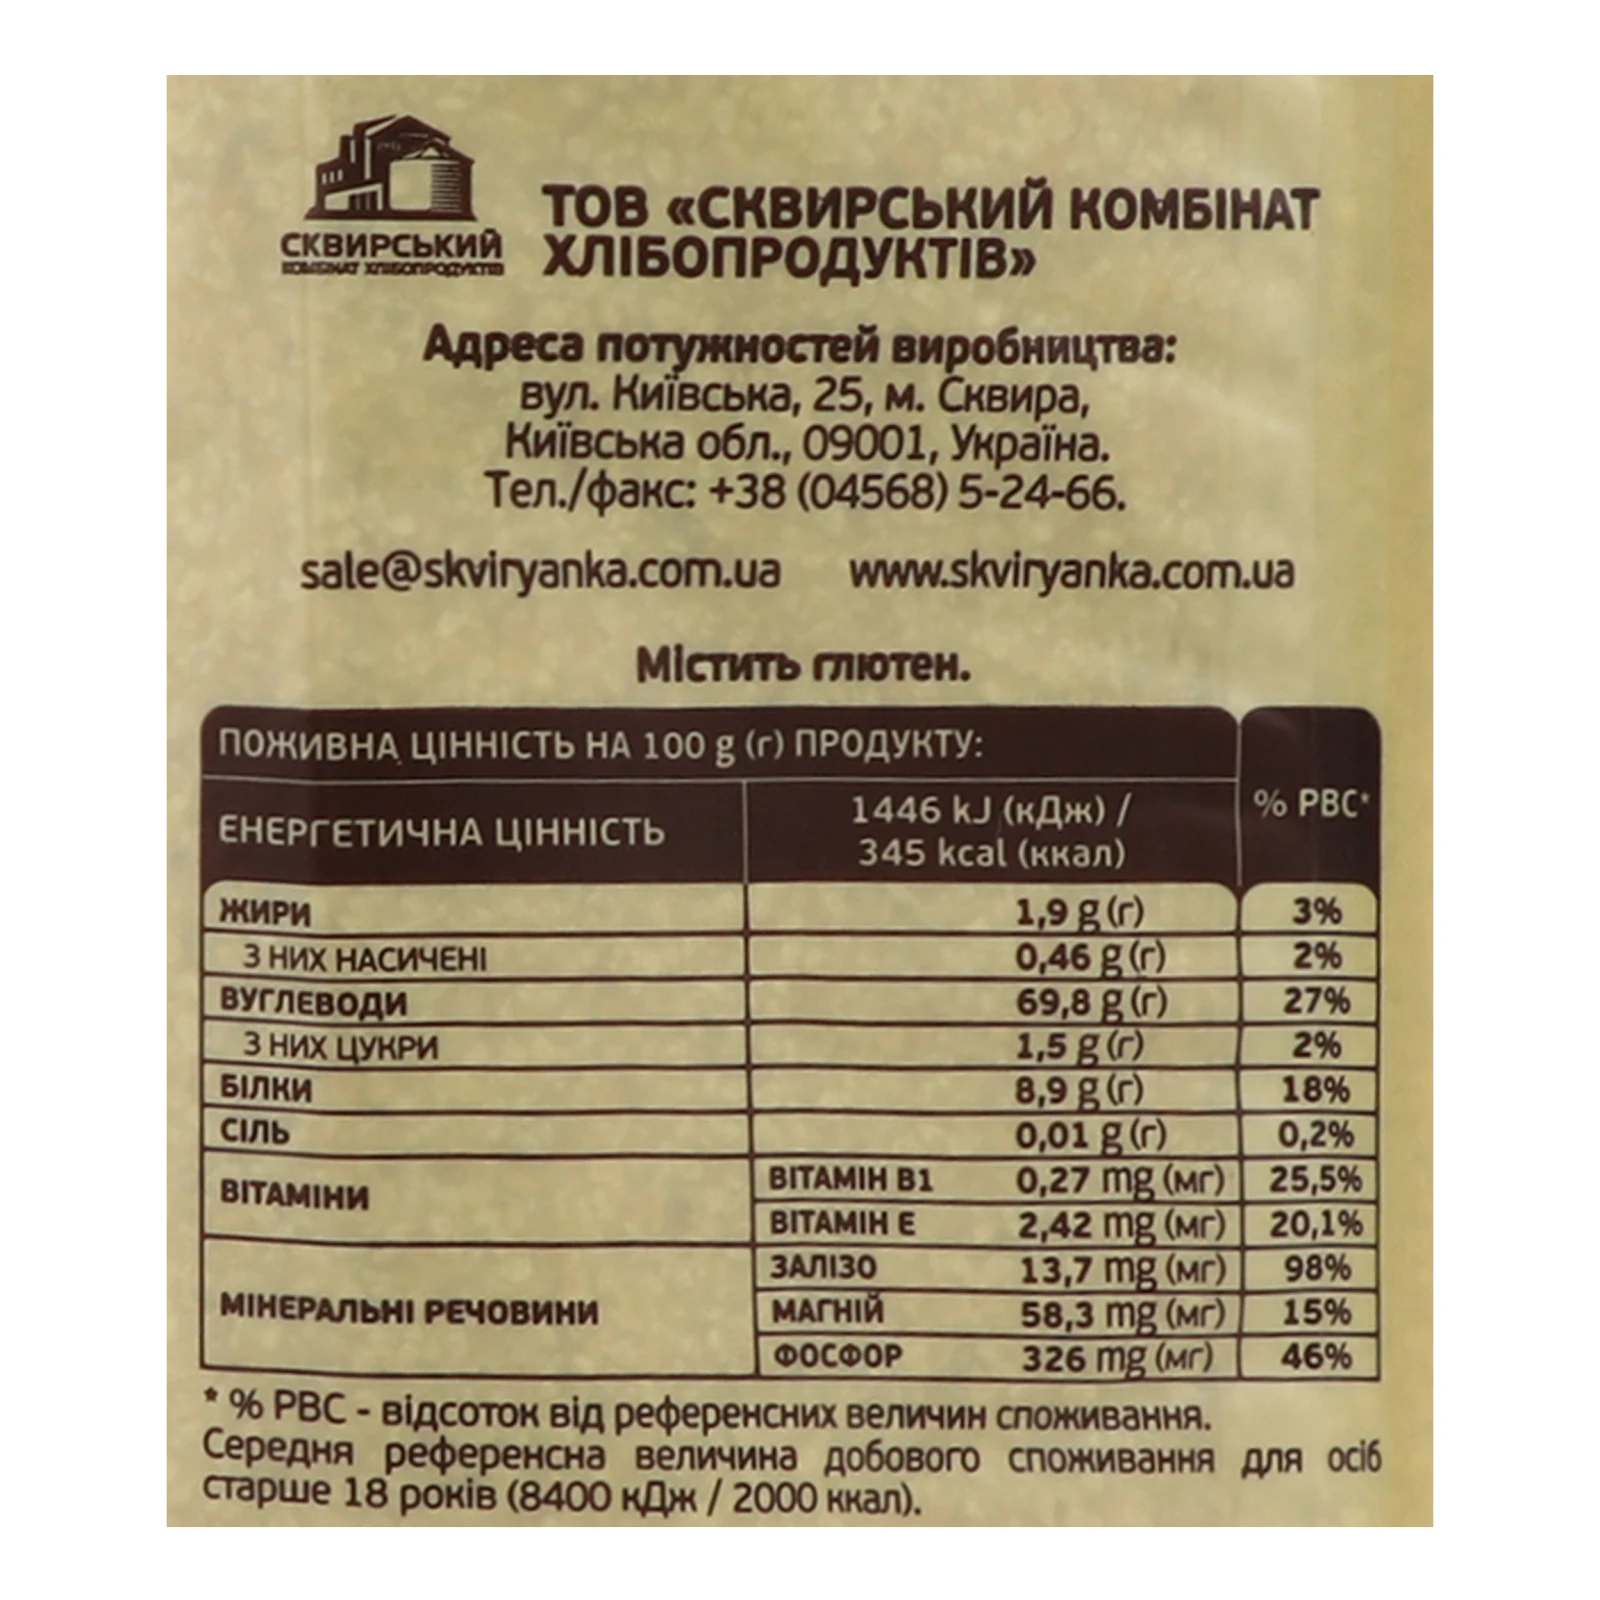 СКВИРСЬКИЙ
КОМБІНАТ ХЛІБОПРОДУКТІВ
ТОВ «СКВИРСЬКИЙ КОМБІНАТ
ХЛІБОПРОДУКТІВ»
Адреса потужностей виробництва:
вул. Київська, 25, м. Сквира,
Київська обл., 09001, Україна.
Тел./факс: +38 (04568) 5-24-66.
sale@skviryanka.com.ua www.skviryanka.com.ua
Містить глютен.
ПОЖИВНА ЦІННІСТЬ НА 100 g (г) ПРОДУКТУ:
% РВС*
ЕНЕРГЕТИЧНА ЦІННІСТЬ 1446 kJ (кДж) /
345 kcal (ккал)
ЖИРИ 1,9 g (г) 3%
З НИХ НАСИЧЕНІ 0,46 g (г) 2%
ВУГЛЕВОДИ 69,8 g (г) 27%
З НИХ ЦУКРИ 1,5 g (г) 2%
БІЛКИ 8,9 g (г) 18%
СІЛЬ 0,01 g (г) 0,2%
ВІТАМІНИ ВІТАМІН В1 0,27 mg (мг) 25,5%
ВІТАМІН Е 2,42 mg (мг) 20,1%
МІНЕРАЛЬНІ РЕЧОВИНИ ЗАЛІЗО 13,7 mg (мг) 98%
МАГНІЙ 58,3 mg (мг) 15%
ФОСФОР 326 mg (мг) 46%
* % РВС - відсоток від референсних величин споживання.
Середня референсна величина добового споживання для осіб
старше 18 років (8400 кДж / 2000 ккал).